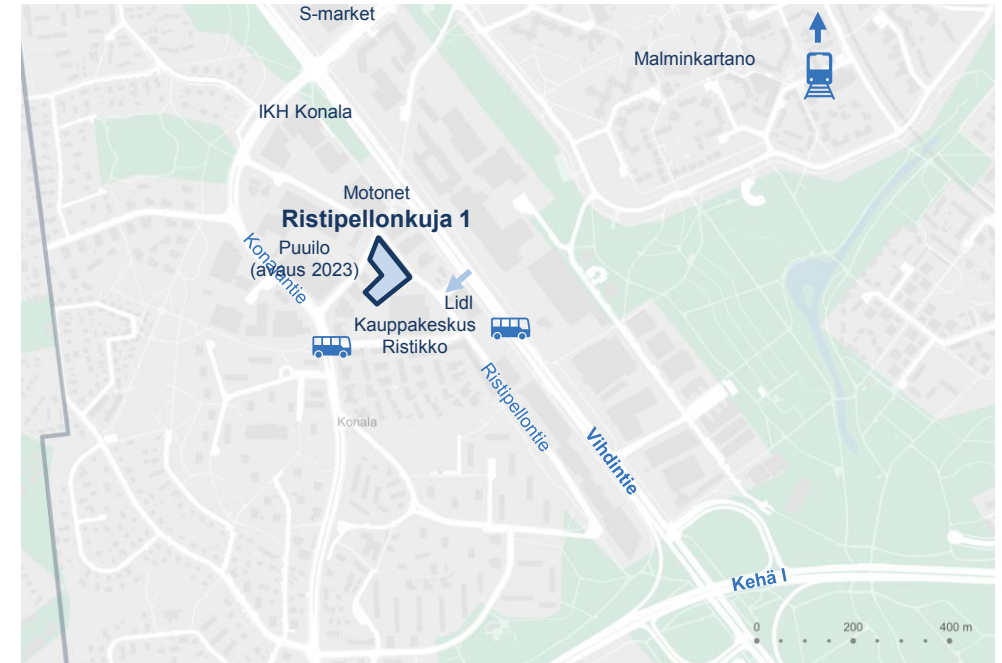 S-market
Malminkartano
IKH Konala
Motonet
Ristipellonkuja 1
Puuilo
(avaus 2023)
Konalantie
Lidl
Kauppakeskus
Ristikko
Ristipellontie
Konala
Vihdintie
Kehä I
0 200 400 m